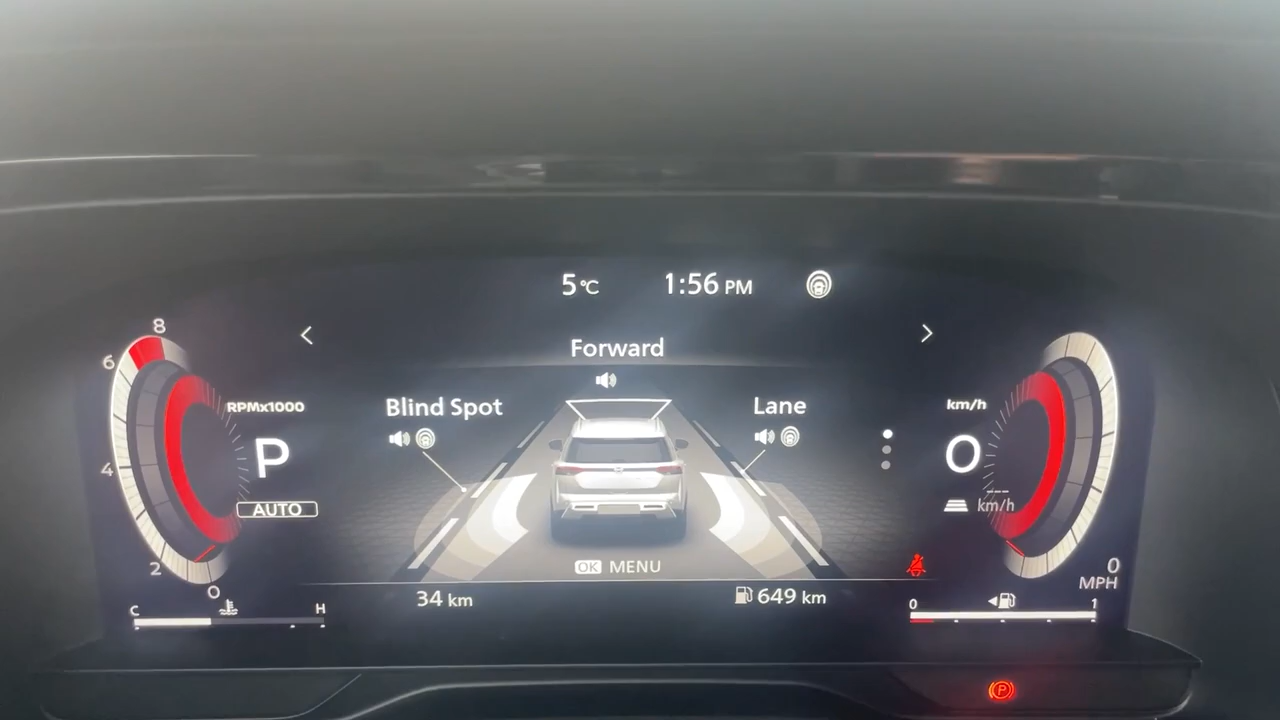 5°C 1:56 PM
Forward
8
6
RPMx1000
Blind Spot
Lane
km/h
P
0
4
AUTO
--- km/h
2
0
OK MENU
0
MPH
C H
34 km
649 km
0 1
P